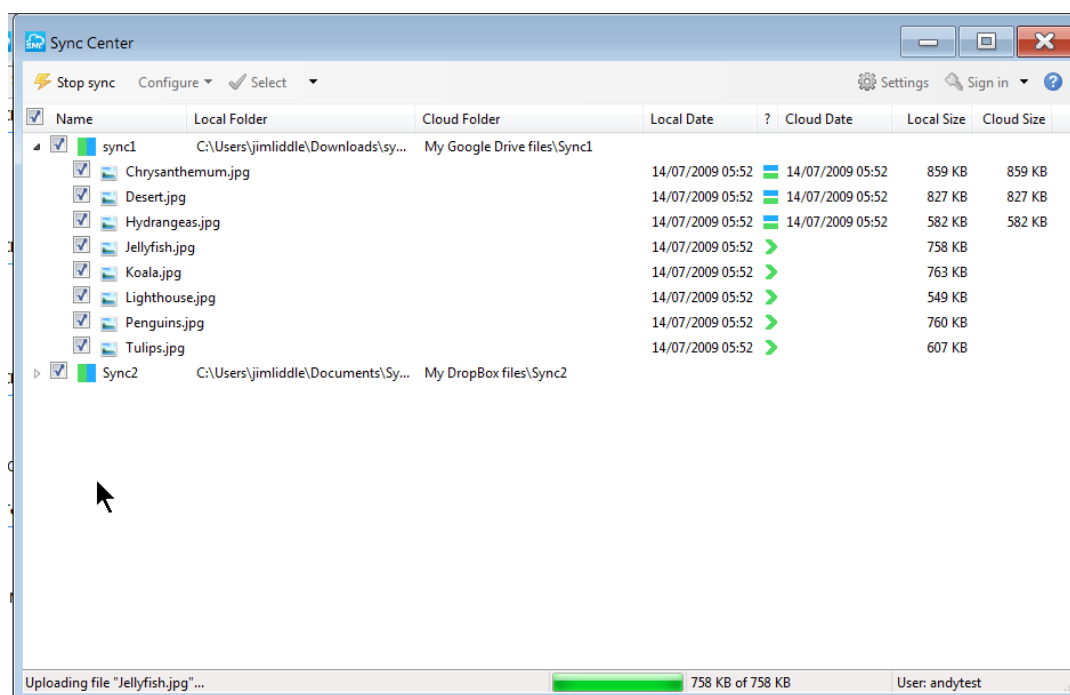 SME Sync Center
Stop sync Configure Select Settings Sign in ?
Name Local Folder Cloud Folder Local Date ? Cloud Date Local Size Cloud Size
sync1 C:\Users\jimliddle\Downloads\sy... My Google Drive files\Sync1
Chrysanthemum.jpg 14/07/2009 05:52 14/07/2009 05:52 859 KB 859 KB
Desert.jpg 14/07/2009 05:52 14/07/2009 05:52 827 KB 827 KB
Hydrangeas.jpg 14/07/2009 05:52 14/07/2009 05:52 582 KB 582 KB
Jellyfish.jpg 14/07/2009 05:52 758 KB
Koala.jpg 14/07/2009 05:52 763 KB
Lighthouse.jpg 14/07/2009 05:52 549 KB
Penguins.jpg 14/07/2009 05:52 760 KB
Tulips.jpg 14/07/2009 05:52 607 KB
Sync2 C:\Users\jimliddle\Documents\Sy... My DropBox files\Sync2
Uploading file "Jellyfish.jpg"... 758 KB of 758 KB User: andytest